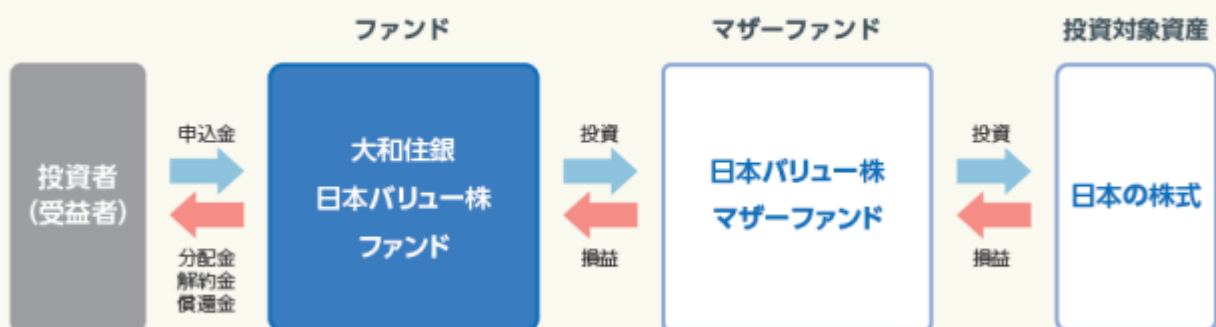 ファンド
マザーファンド
投資対象資産
投資者
(受益者)
申込金
分配金
解約金
償還金
大和住銀
日本バリュー株
ファンド
投資
損益
日本バリュー株
マザーファンド
投資
損益
日本の株式